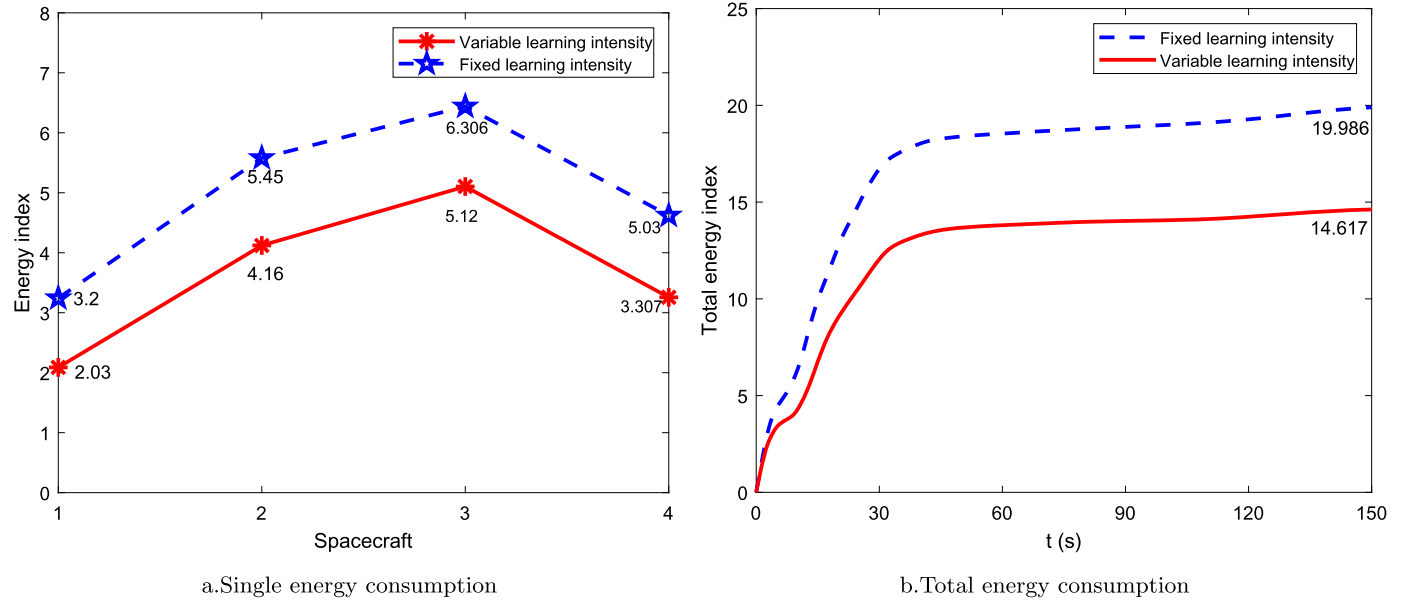 8
7
6
5
4
3
2
1
0
Energy index
Variable learning intensity
Fixed learning intensity
3.2
5.45
6.306
5.03
2.03
4.16
5.12
3.307
1 2 3 4
Spacecraft
a.Single energy consumption
25
20
15
10
5
0
Total energy index
Fixed learning intensity
Variable learning intensity
19.986
14.617
0 30 60 90 120 150
t (s)
b.Total energy consumption